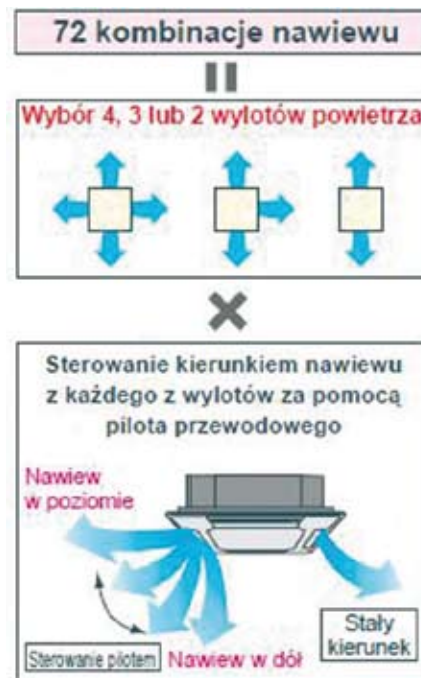 72 kombinacje nawiewu
Wybór 4, 3 lub 2 wylotów powietrza
Sterowanie kierunkiem nawiewu
z każdego z wylotów za pomocą
pilota przewodowego
Nawiew
w poziomie
Stały
kierunek
Sterowanie pilotem
Nawiew w dół